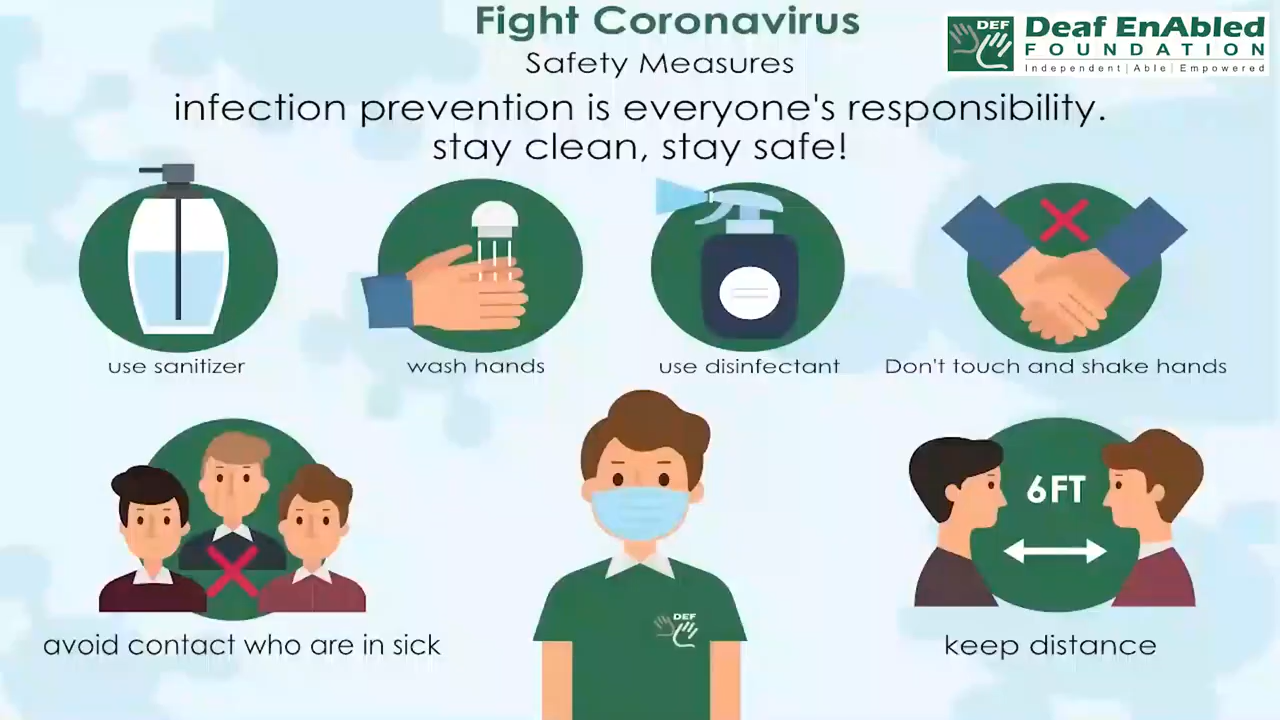 Fight Coronavirus
Safety Measures
DEF
Deaf EnAbled
FOUNDATION
Independent | Able | Empowered
infection prevention is everyone's responsibility.
stay clean, stay safe!
use sanitizer
wash hands
use disinfectant
Don't touch and shake hands
6FT
DEF
avoid contact who are in sick
keep distance